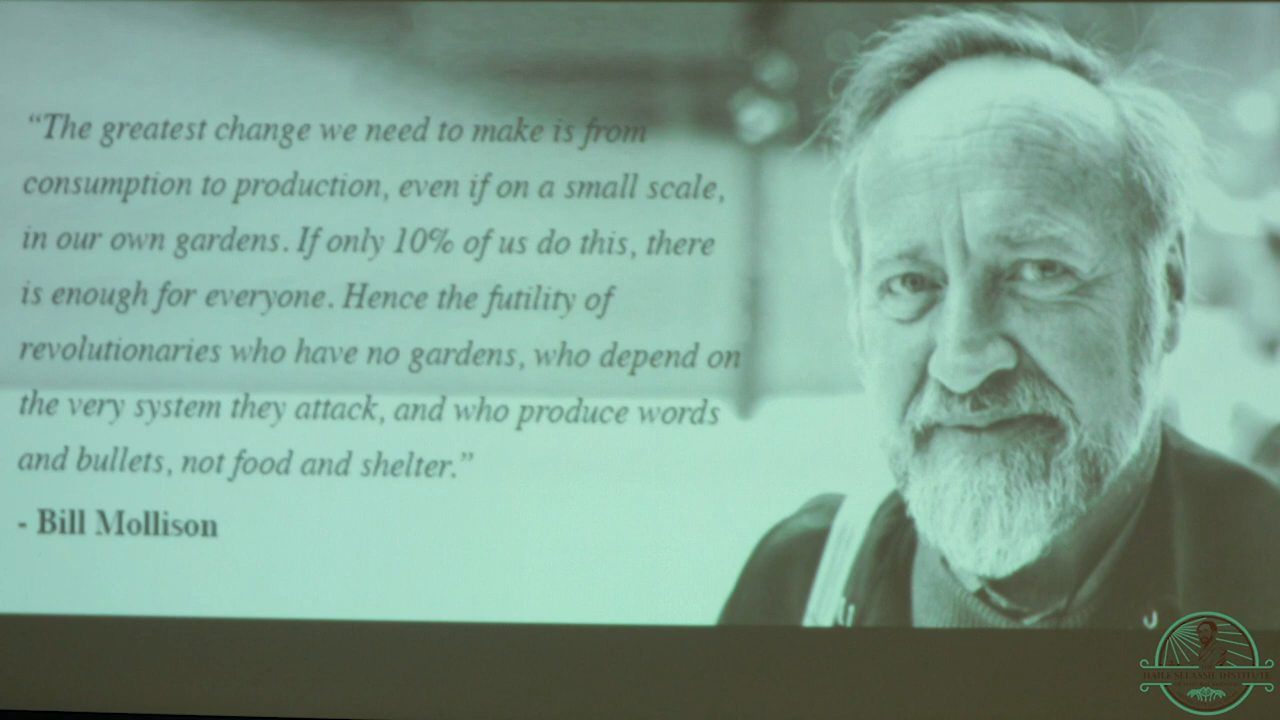 “The greatest change we need to make is from
consumption to production, even if on a small scale,
in our own gardens. If only 10% of us do this, there
is enough for everyone. Hence the futility of
revolutionaries who have no gardens, who depend on
the very system they attack, and who produce words
and bullets, not food and shelter.”
- Bill Mollison
HAILE SELASSIE INSTITUTE